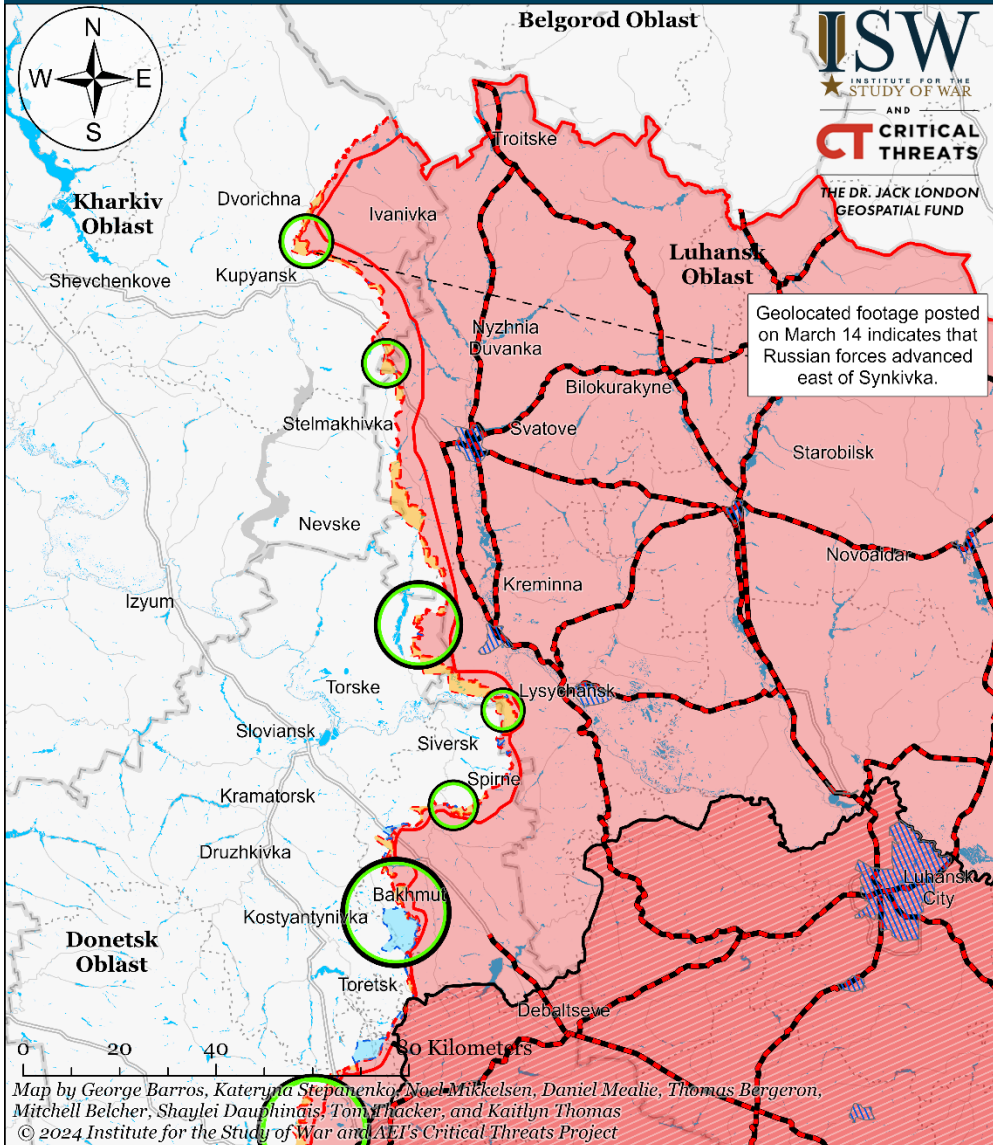 Belgorod Oblast
N
W E
S
ISW
INSTITUTE FOR THE
STUDY OF WAR
AND
CT CRITICAL
THREATS
THE DR. JACK LONDON
GEOSPATIAL FUND
Troitske
Dvorichna
Kharkiv
Oblast
Ivanivka
Luhansk
Oblast
Shevchenkove
Kupyansk
Geolocated footage posted
on March 14 indicates that
Russian forces advanced
east of Synkivka.
Nyzhnia
Duvanka
Bilokurakyne
Stelmakhivka
Svatove
Starobilsk
Nevske
Novoaidar
Kreminna
Izyum
Torske
Lysychansk
Sloviansk
Siversk
Spirne
Kramatorsk
Druzhkivka
Bakhmut
Luhansk
City
Kostyantynivka
Donetsk
Oblast
Toretsk
Debaltseve
0 20 40 80 Kilometers
Map by George Barros, Kateryna Stepanenko, Noel Mikkelsen, Daniel Mealie, Thomas Bergeron,
Mitchell Belcher, Shaylei Dauphinais, Tom Thacker, and Kaitlyn Thomas
© 2024 Institute for the Study of War and AEI's Critical Threats Project